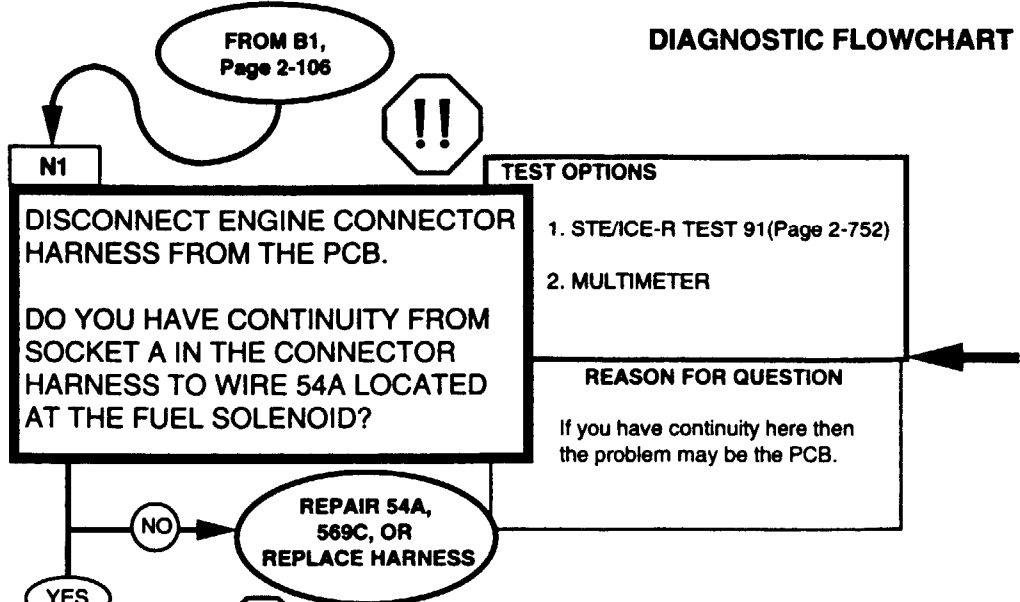 DIAGNOSTIC FLOWCHART
FROM B1,
Page 2-106
!!
N1
DISCONNECT ENGINE CONNECTOR
HARNESS FROM THE PCB.
DO YOU HAVE CONTINUITY FROM
SOCKET A IN THE CONNECTOR
HARNESS TO WIRE 54A LOCATED
AT THE FUEL SOLENOID?
TEST OPTIONS
1. STE/ICE-R TEST 91(Page 2-752)
2. MULTIMETER
REASON FOR QUESTION
If you have continuity here then
the problem may be the PCB.
NO
REPAIR 54A,
569C, OR
REPLACE HARNESS
YES